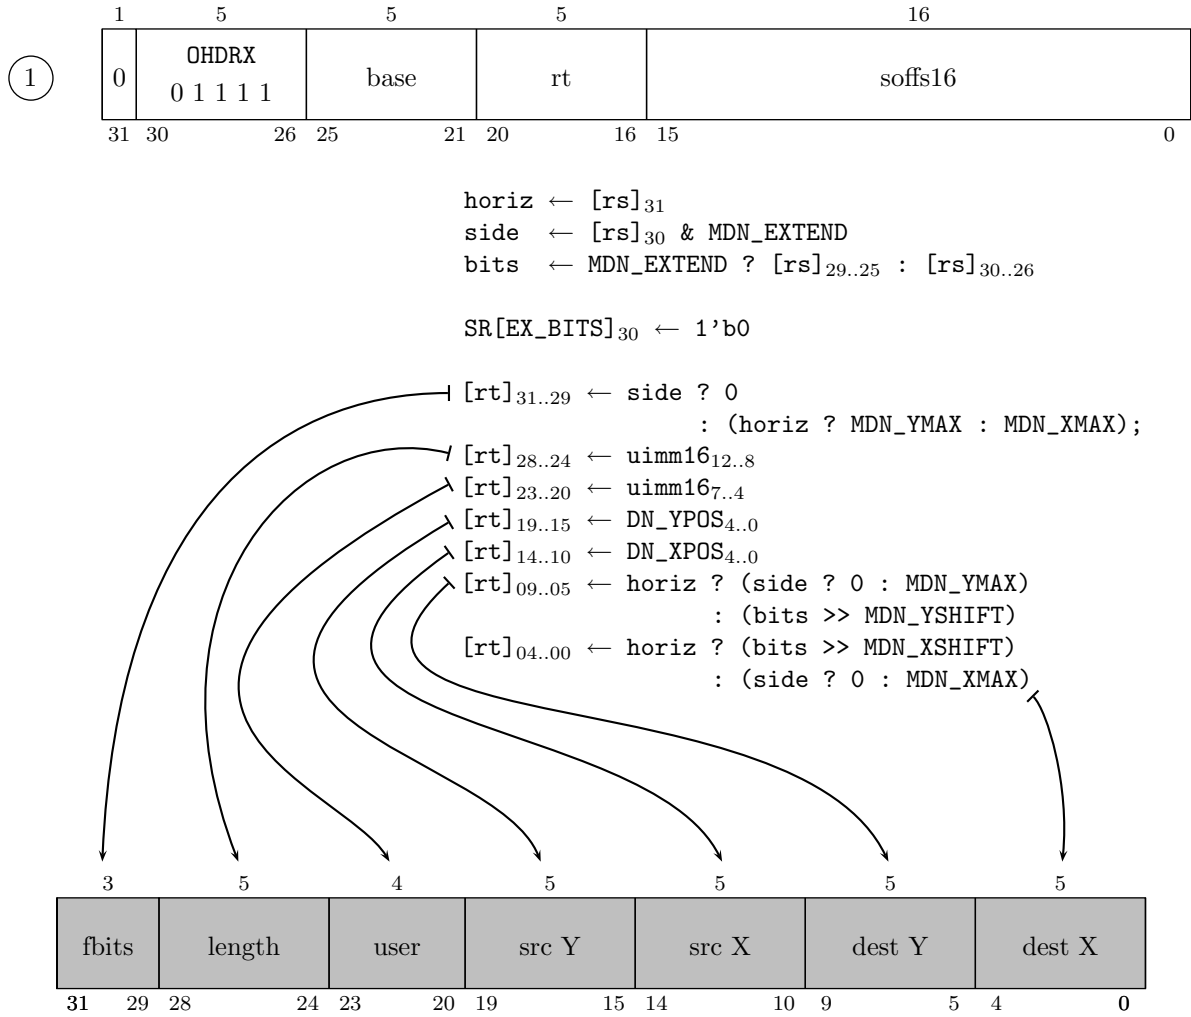 1 5 5 5 16
1 0 OHDRX base rt soffs16
0 1 1 1 1
31 30 26 25 21 20 16 15 0
horiz ← [rs]31
side ← [rs]30 & MDN_EXTEND
bits ← MDN_EXTEND ? [rs]29..25 : [rs]30..26
SR[EX_BITS]30 ← 1'b0
[rt]31..29 ← side ? 0
: (horiz ? MDN_YMAX : MDN_XMAX);
[rt]28..24 ← uimm1612..8
[rt]23..20 ← uimm167..4
[rt]19..15 ← DN_YPOS4..0
[rt]14..10 ← DN_XPOS4..0
[rt]09..05 ← horiz ? (side ? 0 : MDN_YMAX)
: (bits >> MDN_YSHIFT)
[rt]04..00 ← horiz ? (bits >> MDN_XSHIFT)
: (side ? 0 : MDN_XMAX)
3 5 4 5 5 5 5
fbits length user src Y src X dest Y dest X
31 29 28 24 23 20 19 15 14 10 9 5 4 0